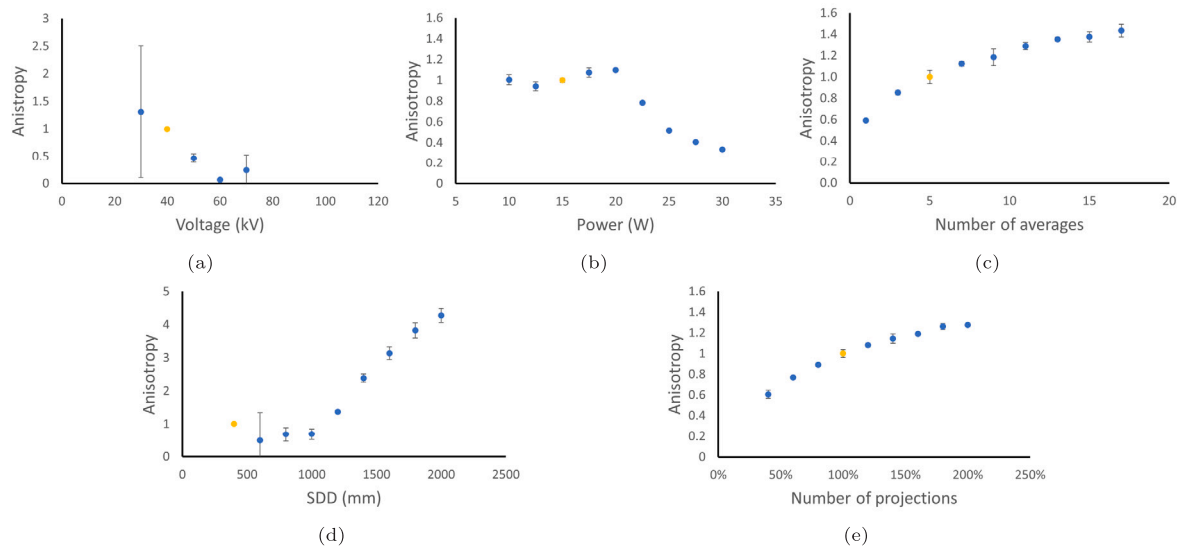 3
2.5
2
1.5
1
0.5
0
0 20 40 60 80 100 120
Anistropy
Voltage (kV)
(a)
1.6
1.4
1.2
1
0.8
0.6
0.4
0.2
0
5 10 15 20 25 30 35
Anisotropy
Power (W)
(b)
1.6
1.4
1.2
1.0
0.8
0.6
0.4
0.2
0.0
0 5 10 15 20
Anisotropy
Number of averages
(c)
5
4
3
2
1
0
0 500 1000 1500 2000 2500
Anisotropy
SDD (mm)
(d)
1.6
1.4
1.2
1
0.8
0.6
0.4
0.2
0
0% 50% 100% 150% 200% 250%
Anisotropy
Number of projections
(e)